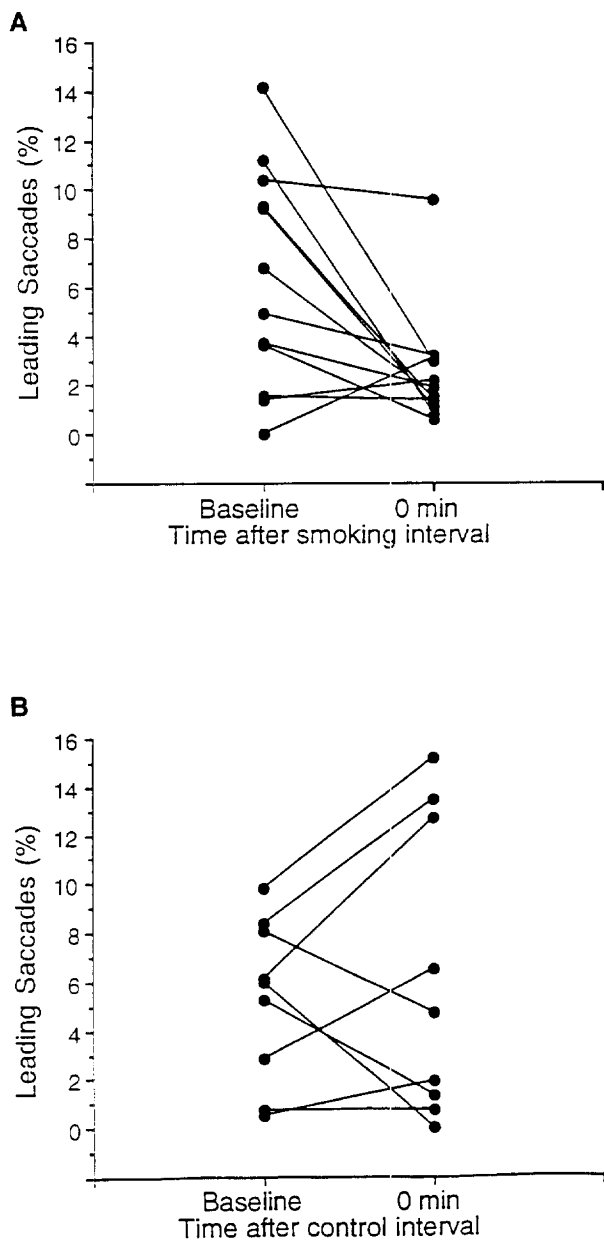 A
Leading Saccades (%)
16
14
12
10
8
6
4
2
0
Baseline 0 min
Time after smoking interval
B
Leading Saccades (%)
16
14
12
10
8
6
4
2
0
Baseline 0 min
Time after control interval